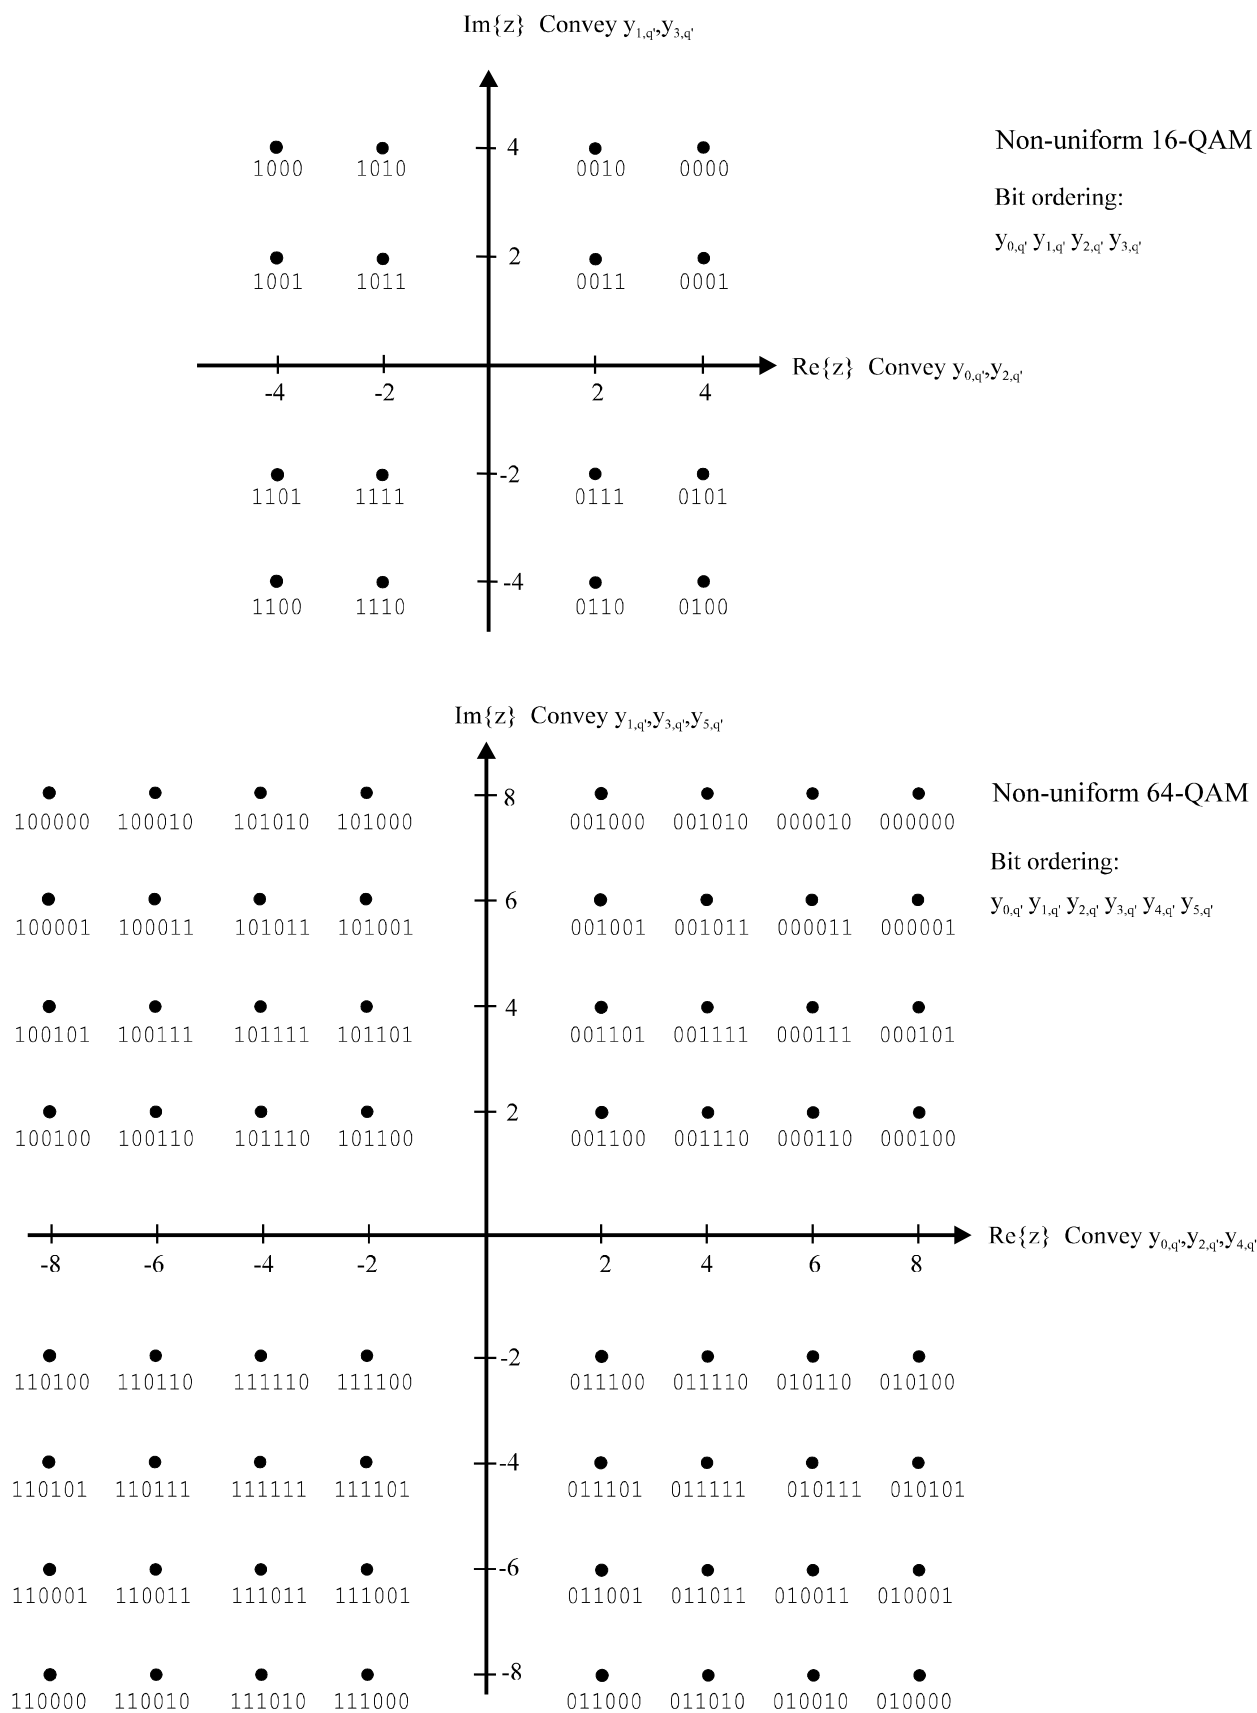 Im{z} Convey y1,q',y3,q'
4
Non-uniform 16-QAM
1000 1010 0010 0000
Bit ordering:
y0,q' y1,q' y2,q' y3,q'
2
1001 1011 0011 0001
Re{z} Convey y0,q',y2,q'
-4 -2 2 4
-2
1101 1111 0111 0101
-4
1100 1110 0110 0100
Im{z} Convey y1,q',y3,q',y5,q'
8
Non-uniform 64-QAM
100000 100010 101010 101000 001000 001010 000010 000000
Bit ordering:
y0,q' y1,q' y2,q' y3,q' y4,q' y5,q'
6
100001 100011 101011 101001 001001 001011 000011 000001
4
100101 100111 101111 101101 001101 001111 000111 000101
2
100100 100110 101110 101100 001100 001110 000110 000100
Re{z} Convey y0,q',y2,q',y4,q'
-8 -6 -4 -2 2 4 6 8
-2
110100 110110 111110 111100 011100 011110 010110 010100
-4
110101 110111 111111 111101 011101 011111 010111 010101
-6
110001 110011 111011 111001 011001 011011 010011 010001
-8
110000 110010 111010 111000 011000 011010 010010 010000